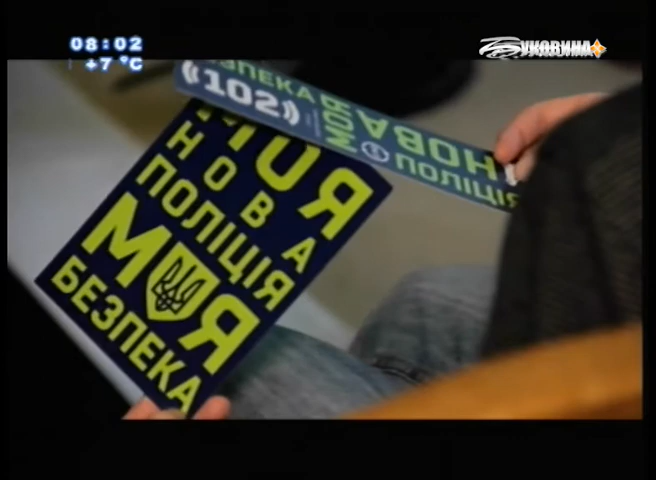 08:02
+7 °C
БУКОВИНА
БЕЗПЕКА
((102))
МОЯ НОВА
ПОЛІЦІЯ
МОЯ
НОВА
ПОЛІЦІЯ
МОЯ
БЕЗПЕКА